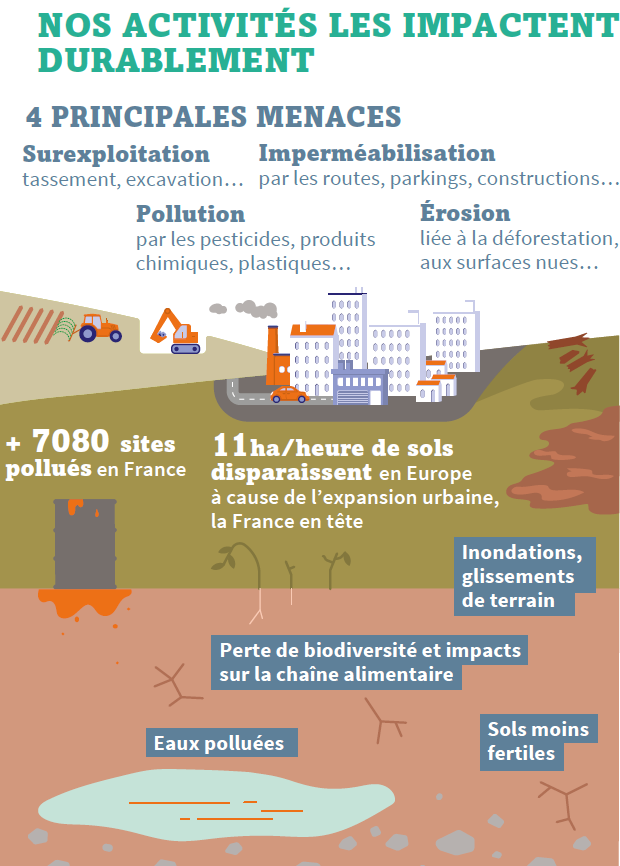 NOS ACTIVITÉS LES IMPACTENT
DURABLEMENT
4 PRINCIPALES MENACES
Surexploitation
tassement, excavation...
Imperméabilisation
par les routes, parkings, constructions...
Pollution
par les pesticides, produits
chimiques, plastiques...
Érosion
liée à la déforestation,
aux surfaces nues...
+ 7080 sites
pollués en France
11ha/heure de sols
disparaissent en Europe
à cause de l'expansion urbaine,
la France en tête
Inondations,
glissements
de terrain
Perte de biodiversité et impacts
sur la chaîne alimentaire
Eaux polluées
Sols moins
fertiles